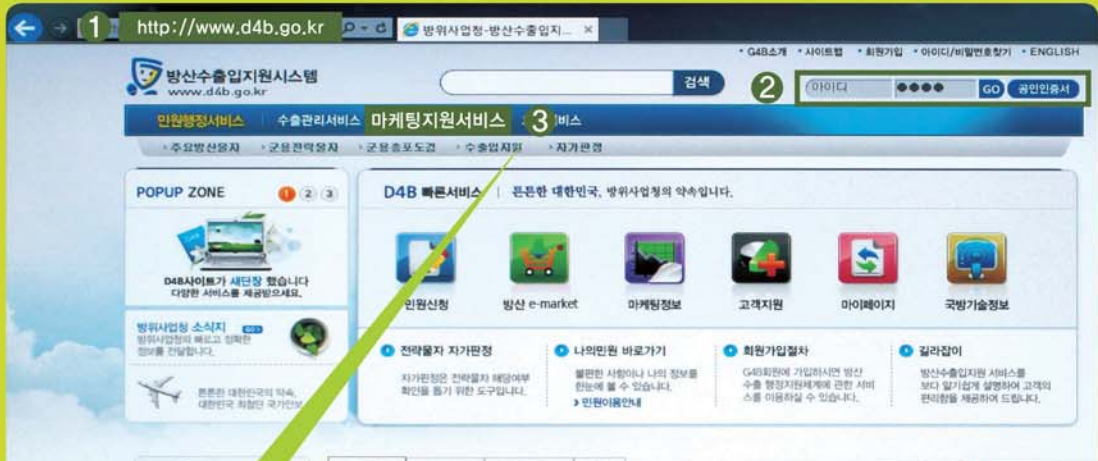 1 http://www.d4b.go.kr
방위사업청-방산수출입지... ×
• G4B소개 • 사이트맵 • 회원가입 • 아이디/비밀번호찾기 • ENGLISH
방산수출입지원시스템
www.d4b.go.kr
검색
2 아이디 ●●●● GO 공인인증서
민원행정서비스 수출관리서비스 마케팅지원서비스 3 비스
주요방산물자 군용전략물자 군용총포도검 수출입지원 자가판정
POPUP ZONE 1 2 3
D4B사이트가 새단장 했습니다
다양한 서비스를 제공받으세요.
방위사업청 소식지 GO>
방위사업청의 빠르고 정확한
정보를 전달합니다.
튼튼한 대한민국의 약속,
대한민국 최첨단 국가안보
D4B 빠른서비스 | 튼튼한 대한민국, 방위사업청의 약속입니다.
민원신청 방산 e-market 마케팅정보 고객지원 마이페이지 국방기술정보
전략물자 자가판정
자가판정은 전략물자 해당여부
확인을 돕기 위한 도구입니다.
나의민원 바로가기
불편한 사항이나 나의 정보를
한눈에 볼 수 있습니다.
> 민원이용안내
회원가입절차
G4B회원에 가입하시면 방산
수출 행정지원체계에 관한 서비
스를 이용하실 수 있습니다.
길라잡이
방산수출입지원 서비스를
보다 알기쉽게 설명하여 고객의
편리함을 제공하여 드립니다.